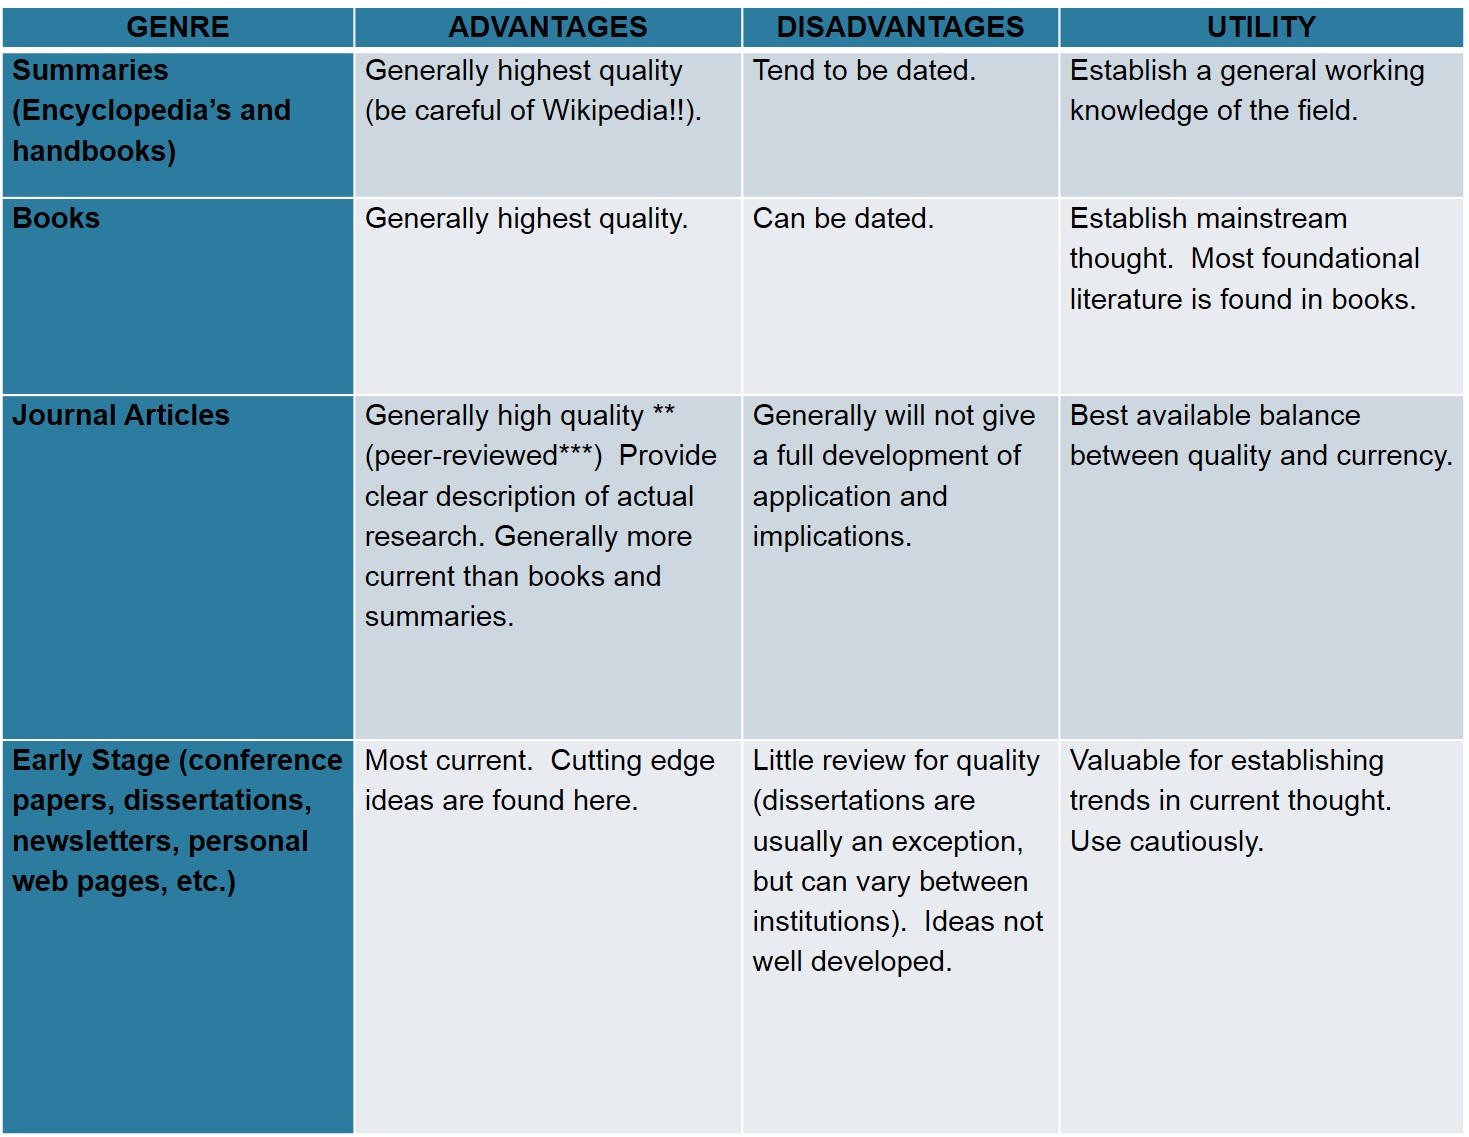 GENRE
ADVANTAGES
DISADVANTAGES
UTILITY
Summaries
(Encyclopedia’s and
handbooks)
Generally highest quality
(be careful of Wikipedia!!).
Tend to be dated.
Establish a general working
knowledge of the field.
Books
Generally highest quality.
Can be dated.
Establish mainstream
thought.  Most foundational
literature is found in books.
Journal Articles
Generally high quality **
(peer-reviewed***)  Provide
clear description of actual
research. Generally more
current than books and
summaries.
Generally will not give
a full development of
application and
implications.
Best available balance
between quality and currency.
Early Stage (conference
papers, dissertations,
newsletters, personal
web pages, etc.)
Most current.  Cutting edge
ideas are found here.
Little review for quality
(dissertations are
usually an exception,
but can vary between
institutions).  Ideas not
well developed.
Valuable for establishing
trends in current thought.
Use cautiously.